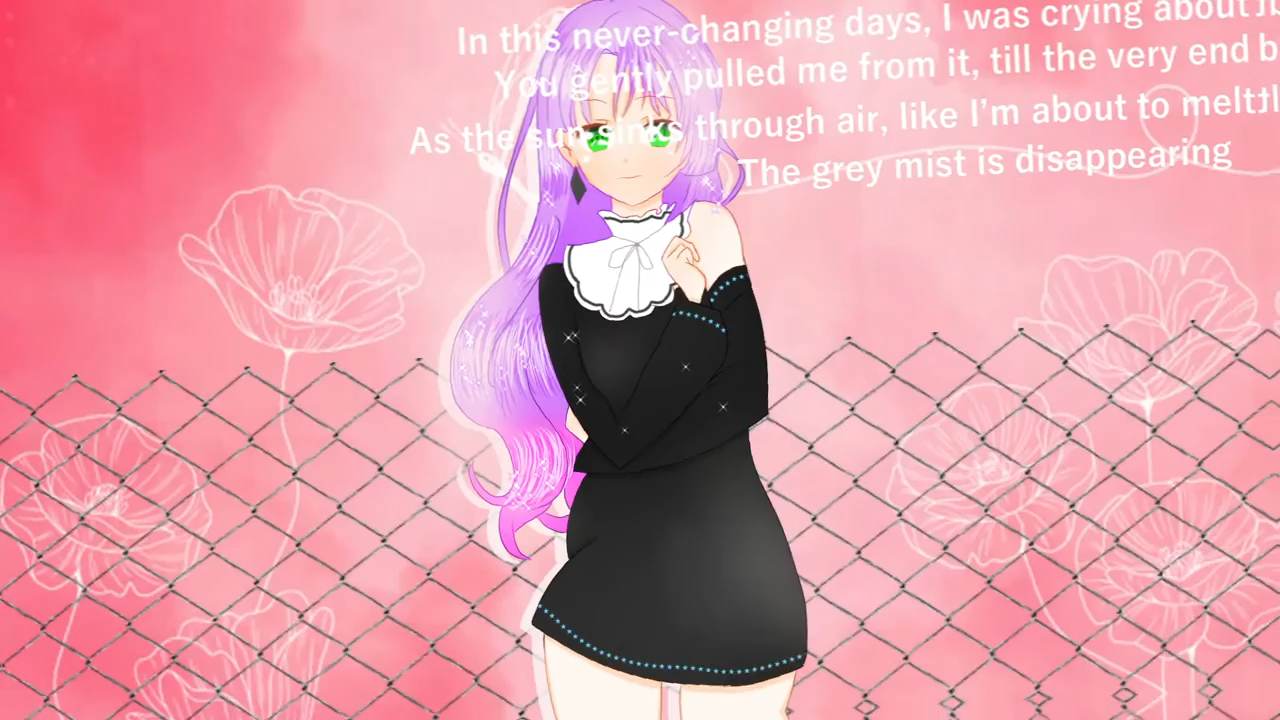 In this never-changing days, I was crying about
You gently pulled me from it, till the very end
As the sun sinks through air, like I'm about to melt
The grey mist is disappearing